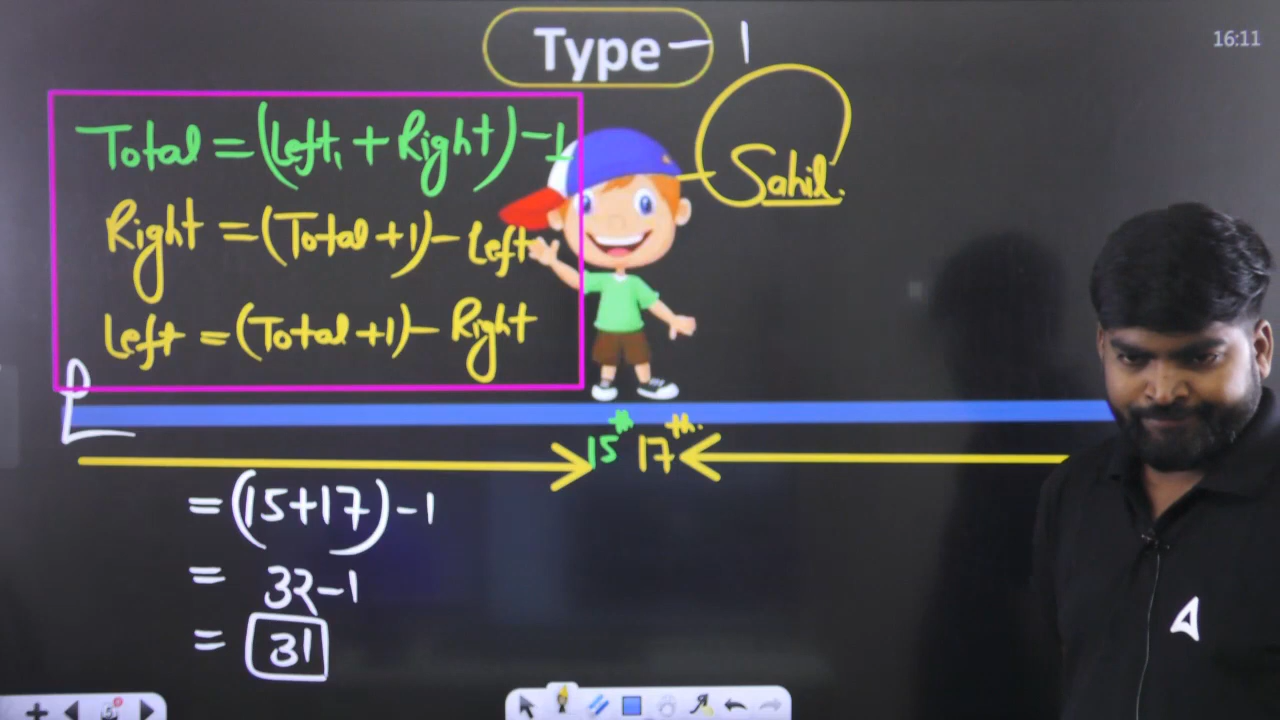 Type - 1
16:11
Total = (Left + Right) - 1
Sahil.
Right = (Total + 1) - Left
Left = (Total + 1) - Right
15th 17th.
= (15+17) - 1
= 32 - 1
= 31